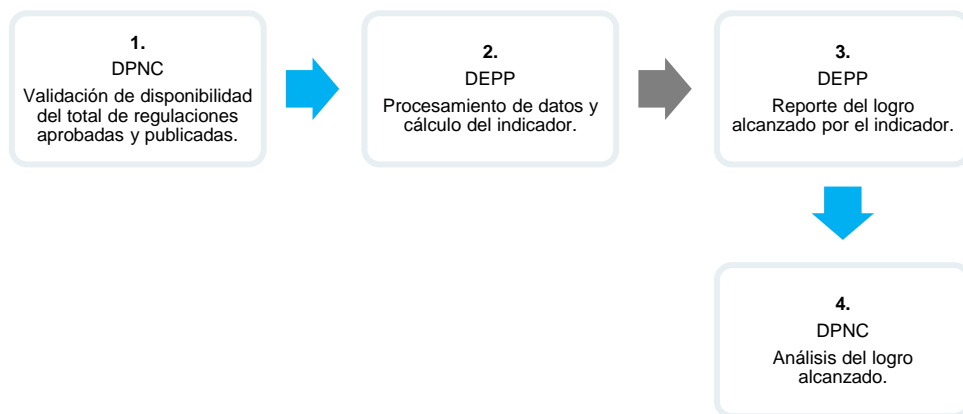 1.
DPNC
Validación de disponibilidad
del total de regulaciones
aprobadas y publicadas.
2.
DEPP
Procesamiento de datos y
cálculo del indicador.
3.
DEPP
Reporte del logro
alcanzado por el indicador.
4.
DPNC
Análisis del logro
alcanzado.